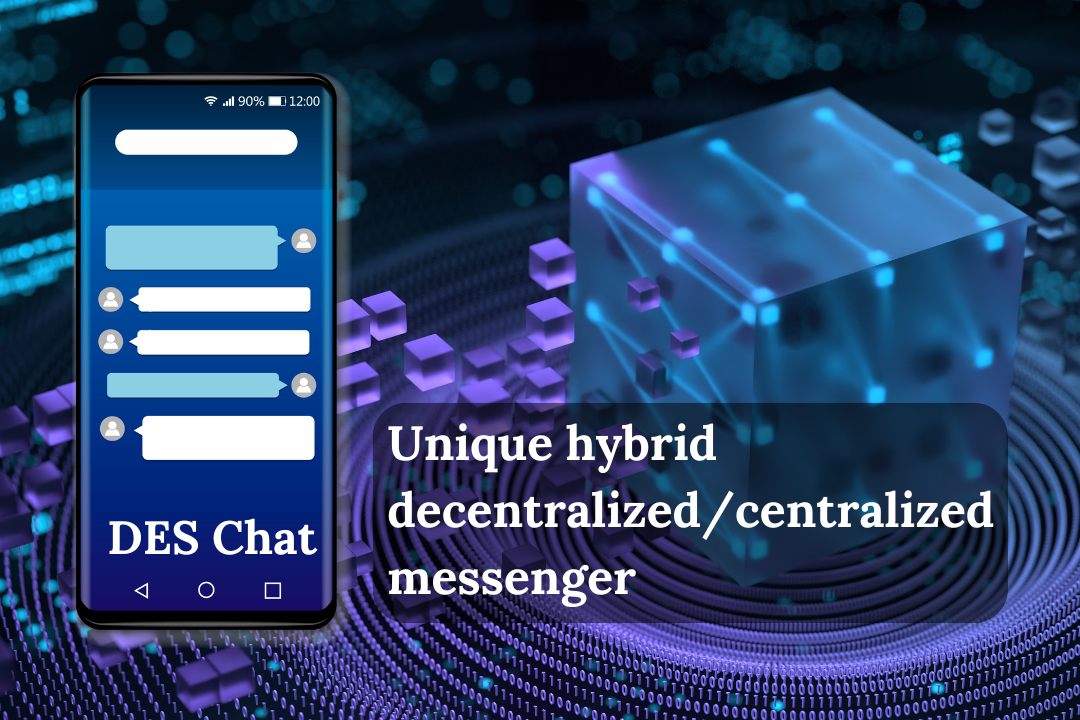 90% 12:00
DES Chat
Unique hybrid
decentralized/centralized
messenger